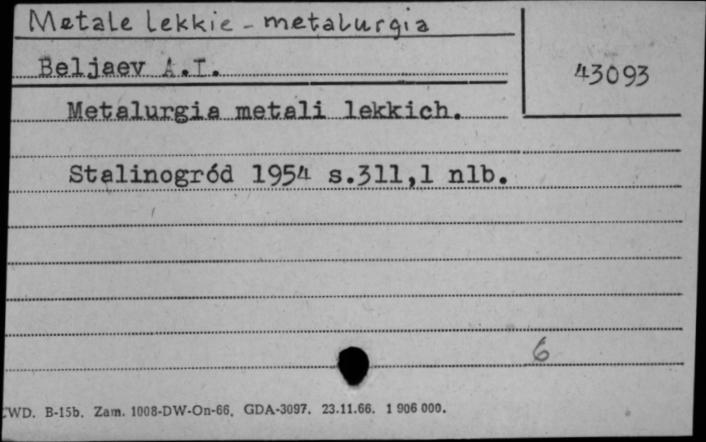 Metale lekkie - metalurgia
Beljaev A.I.
43093
Metalurgia metali lekkich.
Stalinogród 1954 s.311,1 nlb.
6
CWD. B-15b. Zam. 1008-DW-On-66. GDA-3097. 23.11.66. 1 906 000.